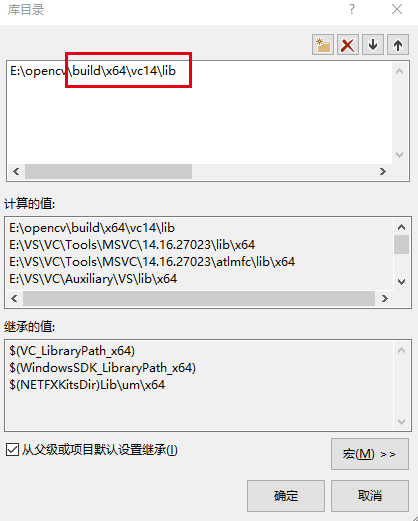 库目录
E:\opencv\build\x64\vc14\lib
计算的值:
E:\opencv\build\x64\vc14\lib
E:\VS\VC\Tools\MSVC\14.16.27023\lib\x64
E:\VS\VC\Tools\MSVC\14.16.27023\atlmfc\lib\x64
E:\VS\VC\Auxiliary\VS\lib\x64
继承的值:
$(VC_LibraryPath_x64)
$(WindowsSDK_LibraryPath_x64)
$(NETFXKitsDir)Lib\um\x64
从父级或项目默认设置继承(I)
宏(M) >>
确定
取消